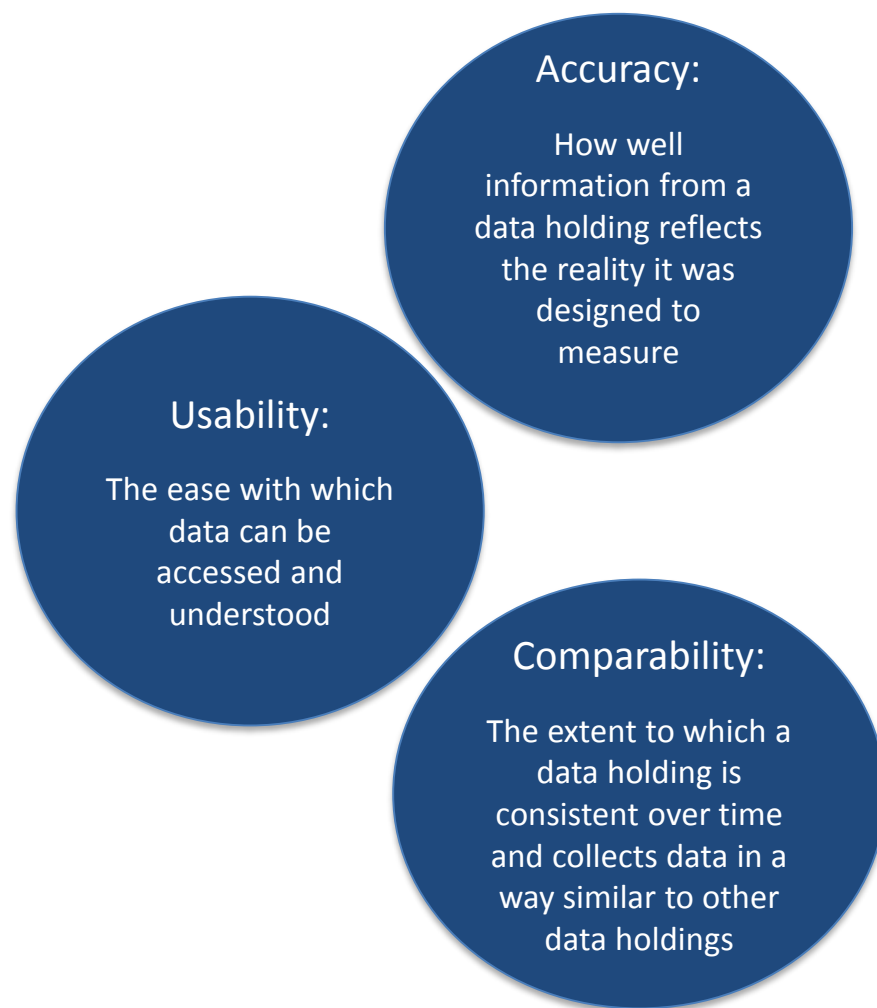 Accuracy:
How well
information from a
data holding reflects
the reality it was
designed to
measure
Usability:
The ease with which
data can be
accessed and
understood
Comparability:
The extent to which a
data holding is
consistent over time
and collects data in a
way similar to other
data holdings